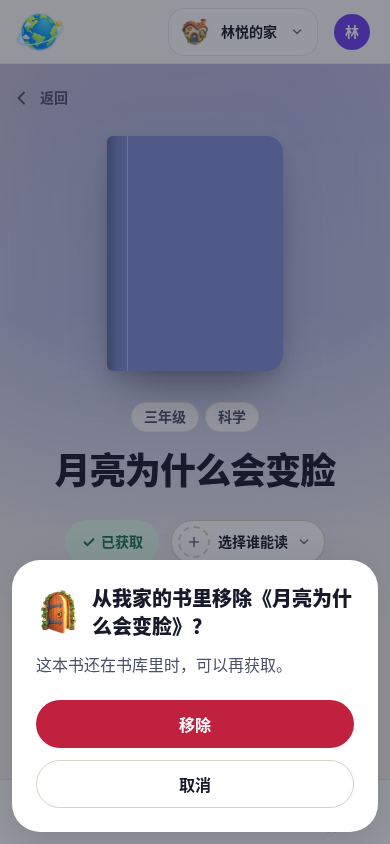 林悦的家
林
返回
三年级
科学
月亮为什么会变脸
已获取
选择谁能读
从我家的书里移除《月亮为什
么会变脸》？
这本书还在书库里时，可以再获取。
移除
取消